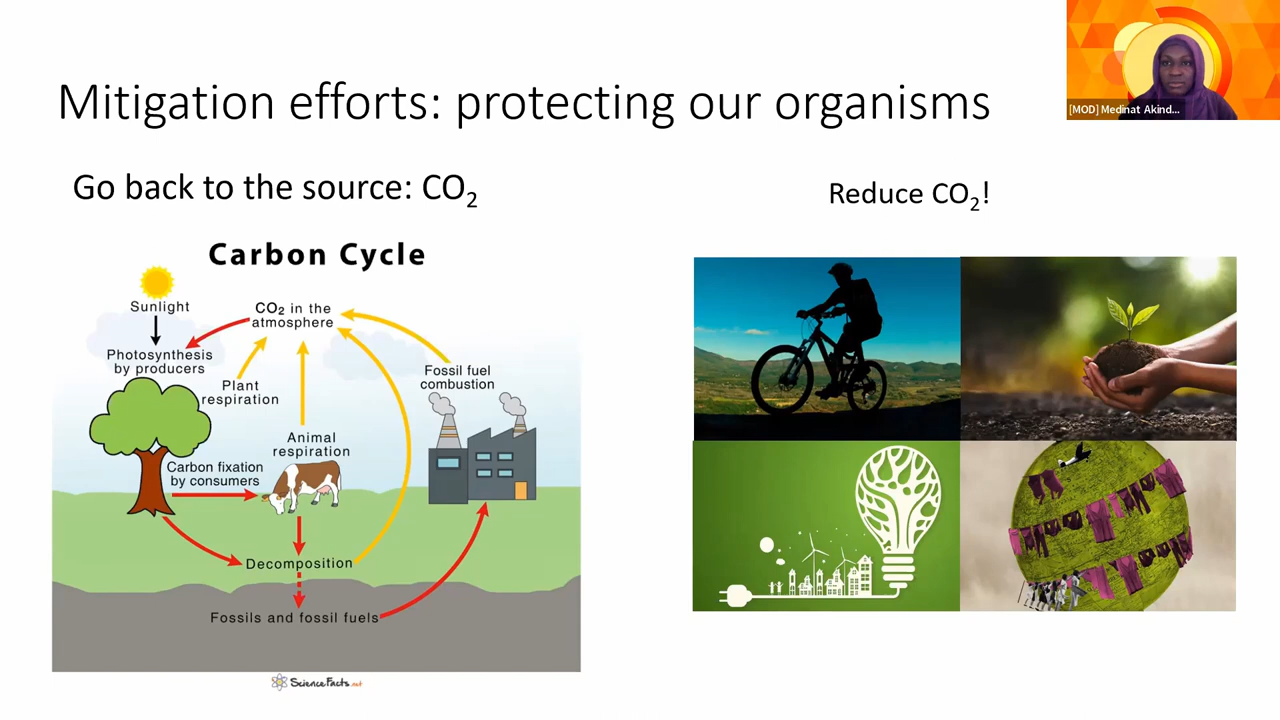 Mitigation efforts: protecting our organisms
[MOD] Medinat Akind...
Go back to the source: CO₂
Reduce CO₂!
Carbon Cycle
Sunlight
CO₂ in the
atmosphere
Photosynthesis
by producers
Plant
respiration
Fossil fuel
combustion
Animal
respiration
Carbon fixation
by consumers
Decomposition
Fossils and fossil fuels
ScienceFacts.net